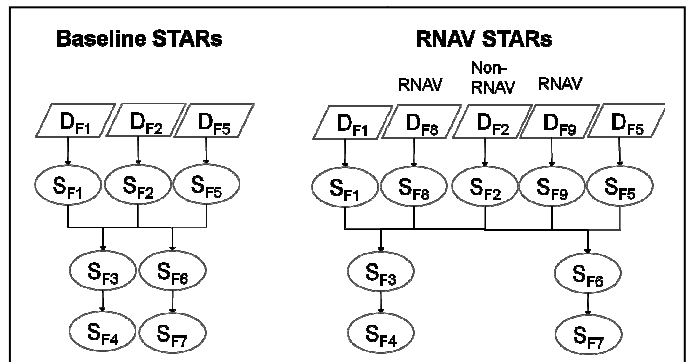 Baseline STARs RNAV STARs
RNAV Non-RNAV RNAV
DF1 DF2 DF5 DF1 DF8 DF2 DF9 DF5
SF1 SF2 SF5 SF1 SF8 SF2 SF9 SF5
SF3 SF6 SF3 SF6
SF4 SF7 SF4 SF7